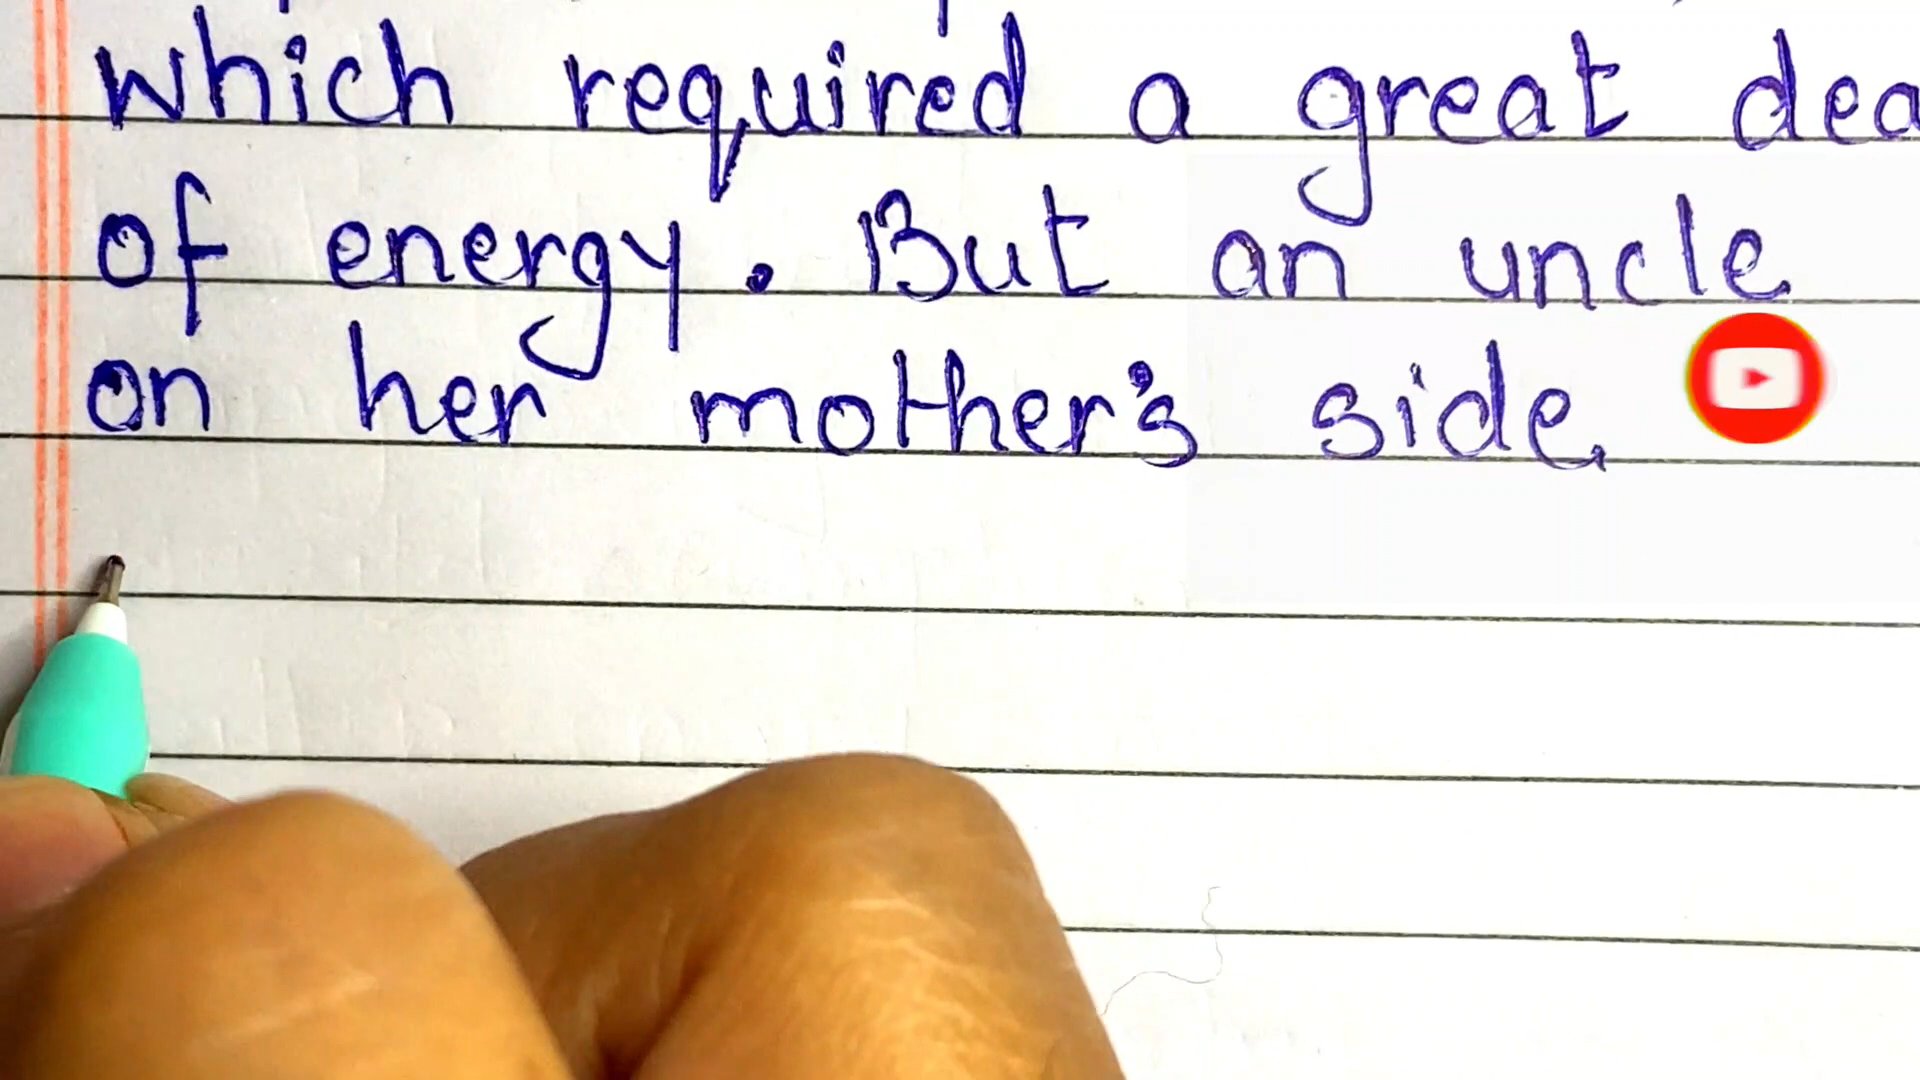 which required a great dea
of energy. But an uncle
on her mother's side,